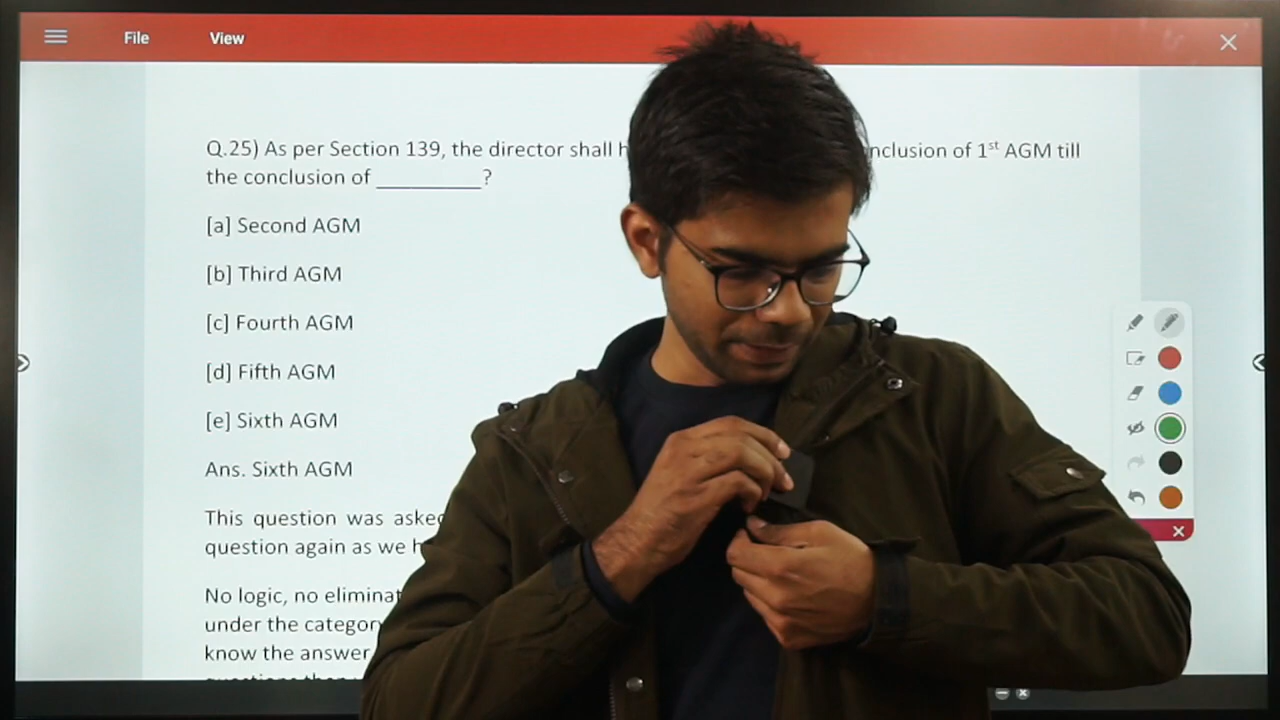 File View
Q.25) As per Section 139, the director shall nclusion of 1st AGM till
the conclusion of __________?
[a] Second AGM
[b] Third AGM
[c] Fourth AGM
[d] Fifth AGM
[e] Sixth AGM
Ans. Sixth AGM
This question was asked
question again as we
No logic, no eliminat
under the category
know the answer